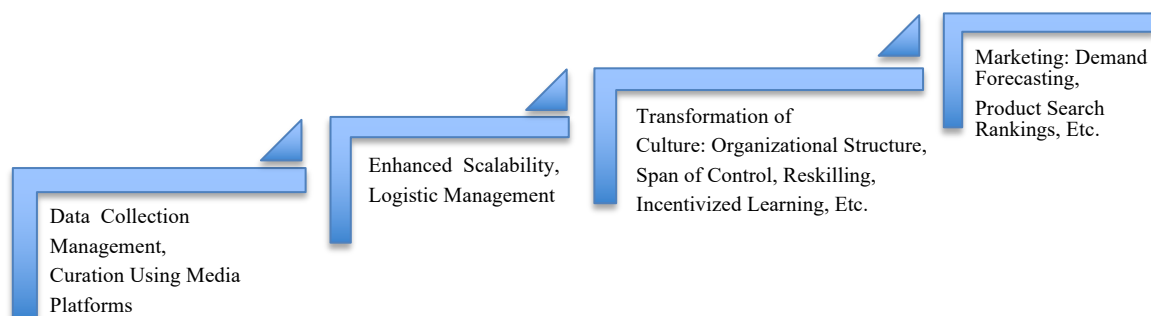 Data Collection
Management,
Curation Using Media
Platforms
Enhanced Scalability,
Logistic Management
Transformation of
Culture: Organizational Structure,
Span of Control, Reskilling,
Incentivized Learning, Etc.
Marketing: Demand
Forecasting,
Product Search
Rankings, Etc.